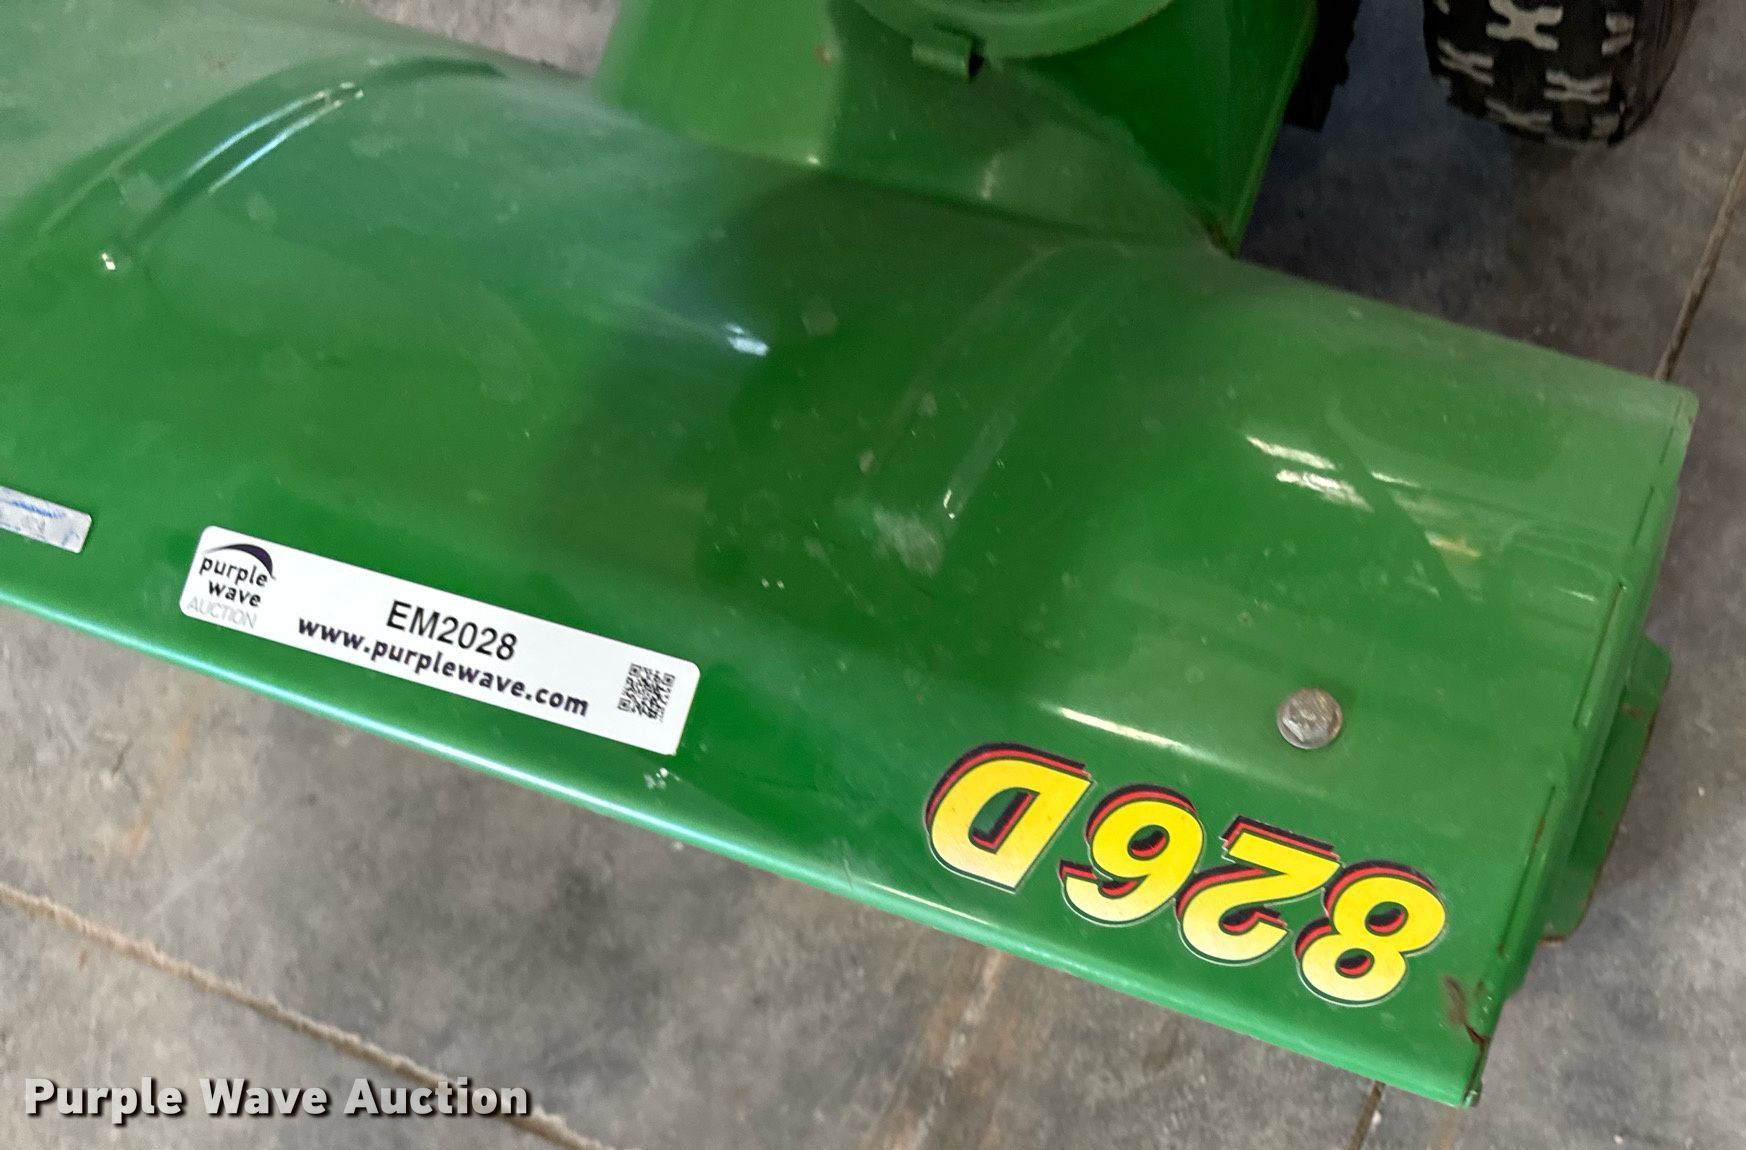 purple
wave
AUCTION
EM2028
www.purplewave.com
826D
Purple Wave Auction